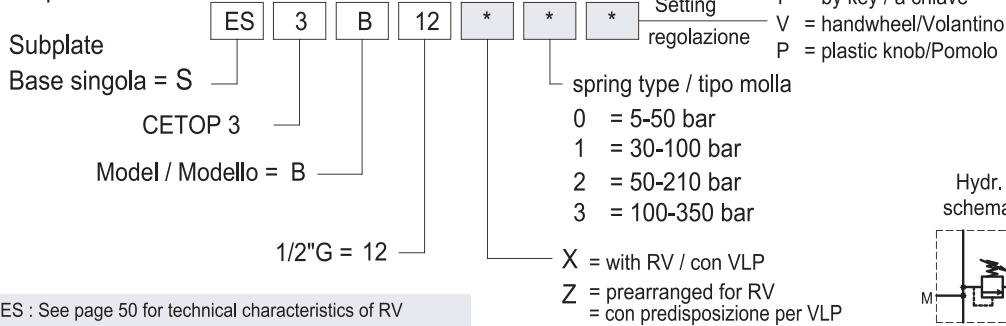 ES 3 B 12 * * *
Setting
regolazione
= by key / a chiave
V = handwheel/Volantino
P = plastic knob/Pomolo
Subplate
Base singola = S
CETOP 3
Model / Modello = B
1/2"G = 12
spring type / tipo molla
0 = 5-50 bar
1 = 30-100 bar
2 = 50-210 bar
3 = 100-350 bar
X = with RV / con VLP
Z = prearranged for RV
= con predisposizione per VLP
Hydr.
schema
M
ES : See page 50 for technical characteristics of RV